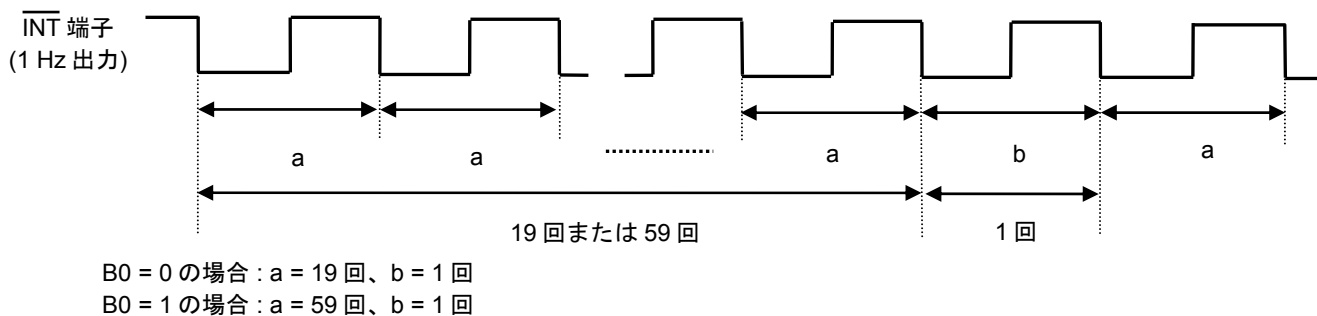 INT 端子
(1 Hz 出力)
a a a b a
19 回または 59 回 1 回
B0 = 0 の場合 : a = 19 回、b = 1 回
B0 = 1 の場合 : a = 59 回、b = 1 回